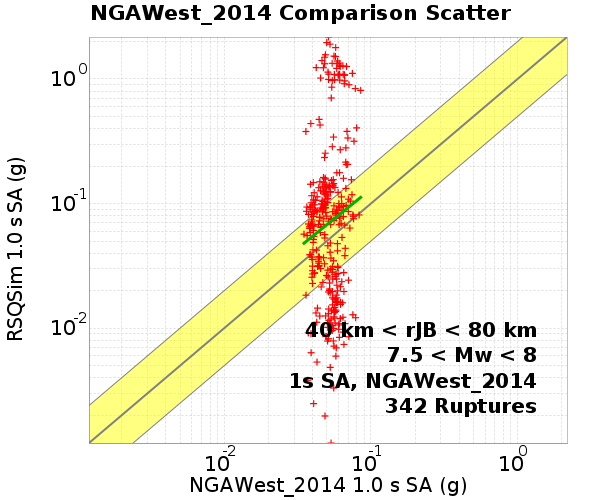 NGAWest_2014 Comparison Scatter
RSQSim 1.0 s SA (g)
10^0
10^-1
10^-2
40 km < rJB < 80 km
7.5 < Mw < 8
1s SA, NGAWest_2014
342 Ruptures
10^-2 10^-1 10^0
NGAWest_2014 1.0 s SA (g)